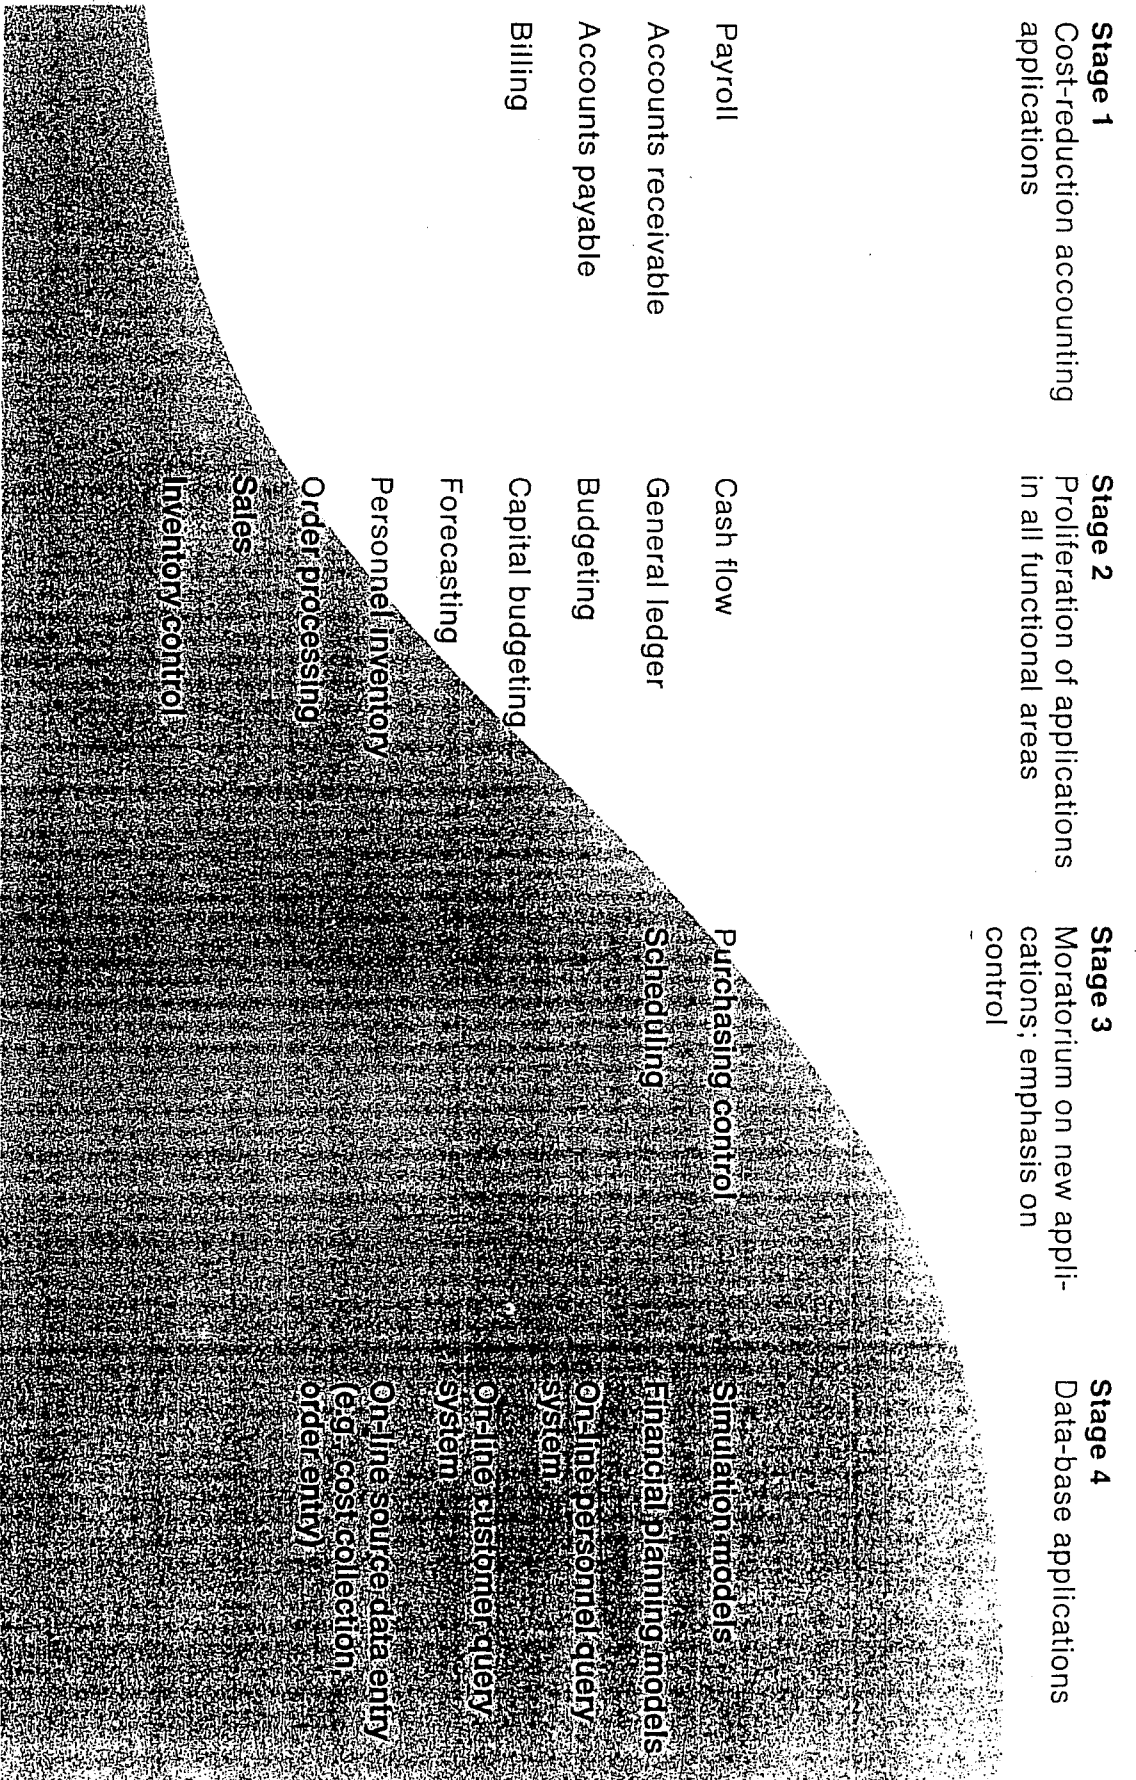 Stage 1
Cost-reduction accounting
applications
Payroll
Accounts receivable
Accounts payable
Billing
Stage 2
Proliferation of applications
in all functional areas
Cash flow
General ledger
Budgeting
Capital budgeting
Forecasting
Personnel inventory
Order processing
Sales
Inventory control
Stage 3
Moratorium on new appli-
cations; emphasis on
control
Purchasing control
Scheduling
Stage 4
Data-base applications
Simulation models
Financial planning models
On-line personnel query
system
On-line customer query
system
On-line source data entry
(e.g. cost collection,
order entry)